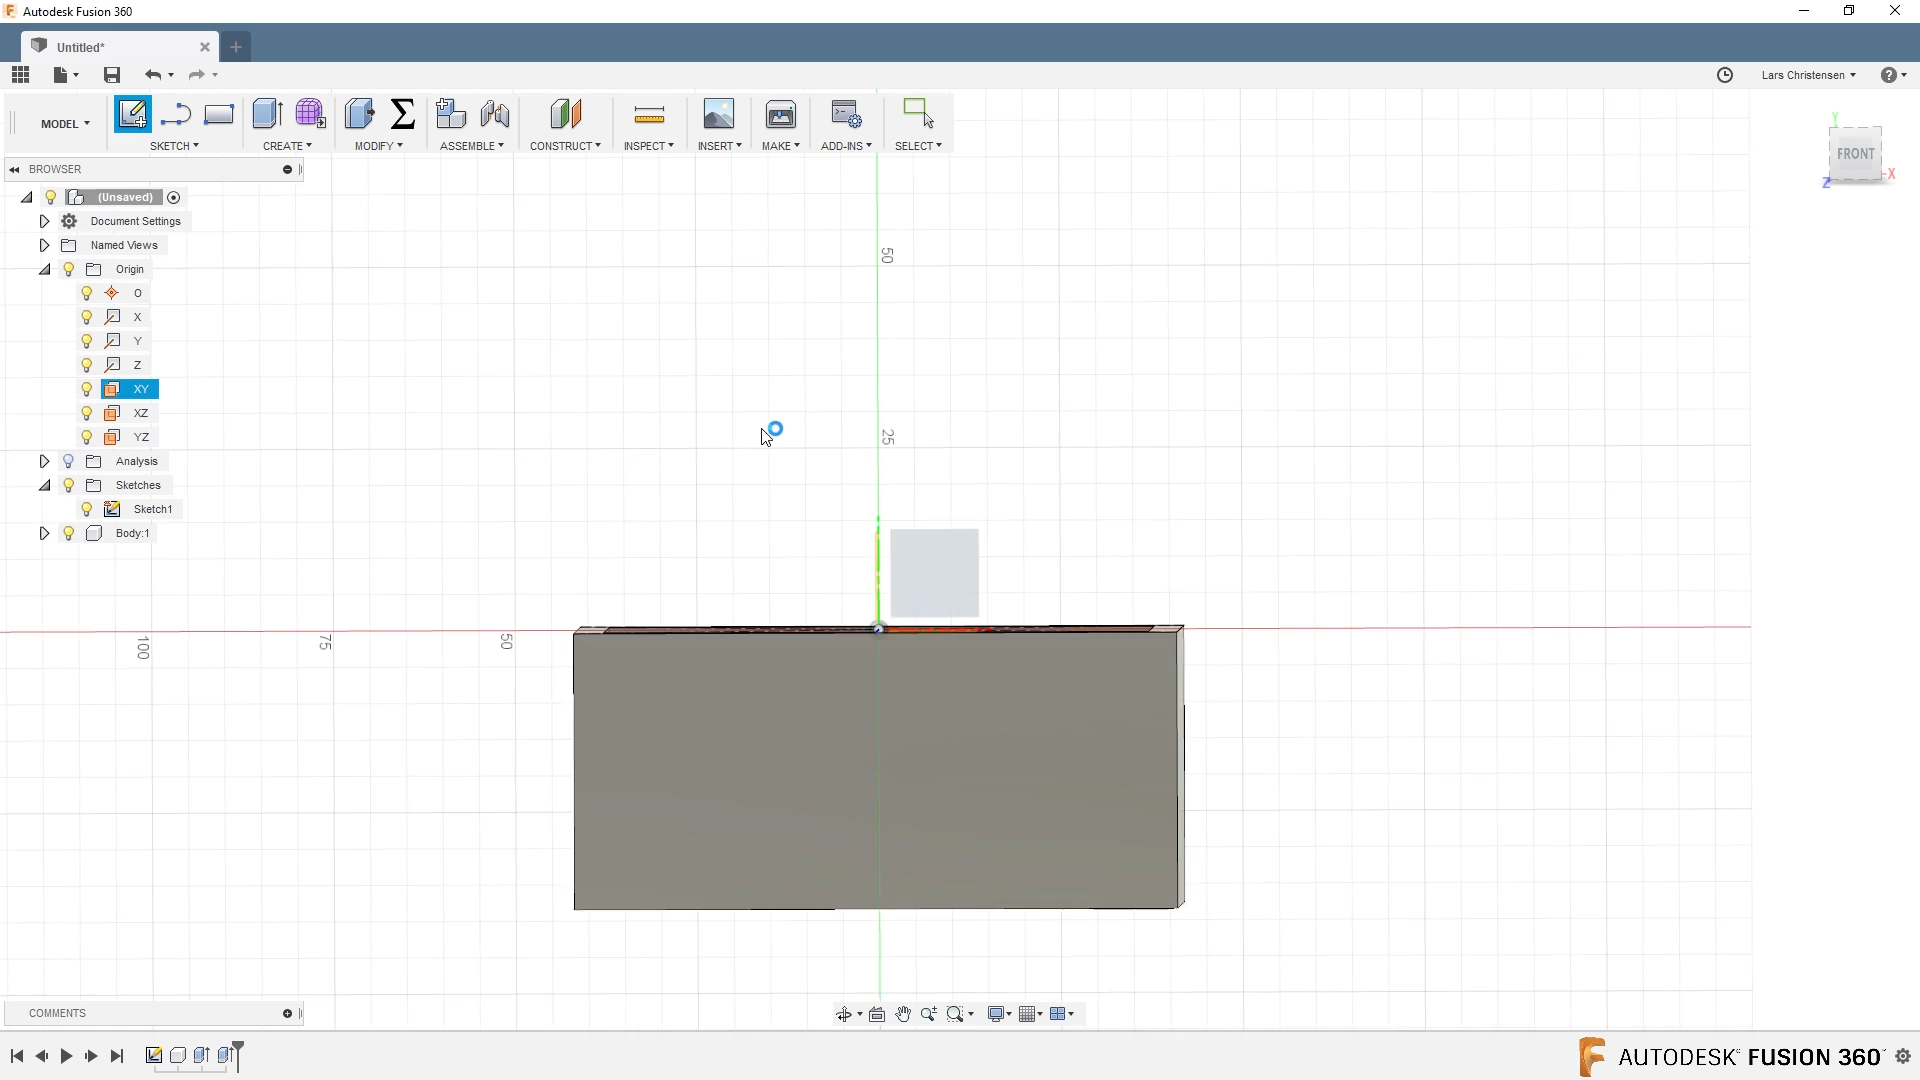 Autodesk Fusion 360
Untitled*
Lars Christensen
MODEL
SKETCH
CREATE
MODIFY
ASSEMBLE
CONSTRUCT
INSPECT
INSERT
MAKE
ADD-INS
SELECT
BROWSER
(Unsaved)
Document Settings
Named Views
Origin
O
X
Y
Z
XY
XZ
YZ
Analysis
Sketches
Sketch1
Body:1
Y
FRONT
X
Z
50
25
100
75
50
COMMENTS
AUTODESK® FUSION 360™